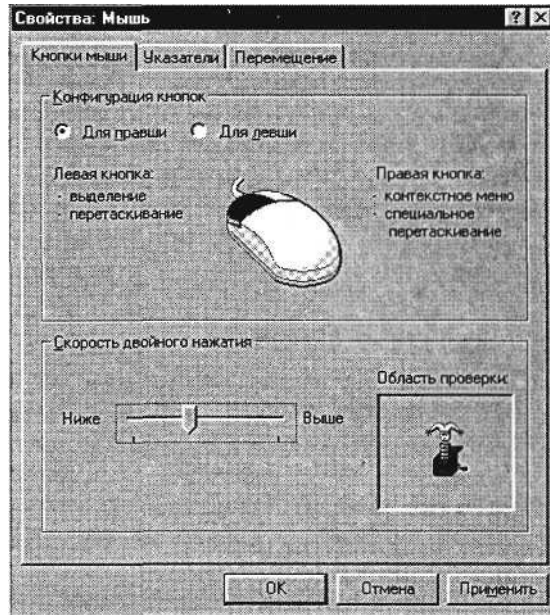 Свойства: Мышь
Кнопки мыши Указатели Перемещение
Конфигурация кнопок
Для правши Для левши
Левая кнопка:
- выделение
- перетаскивание
Правая кнопка:
- контекстное меню
- специальное
перетаскивание
Скорость двойного нажатия
Область проверки:
Ниже Выше
OK Отмена Применить